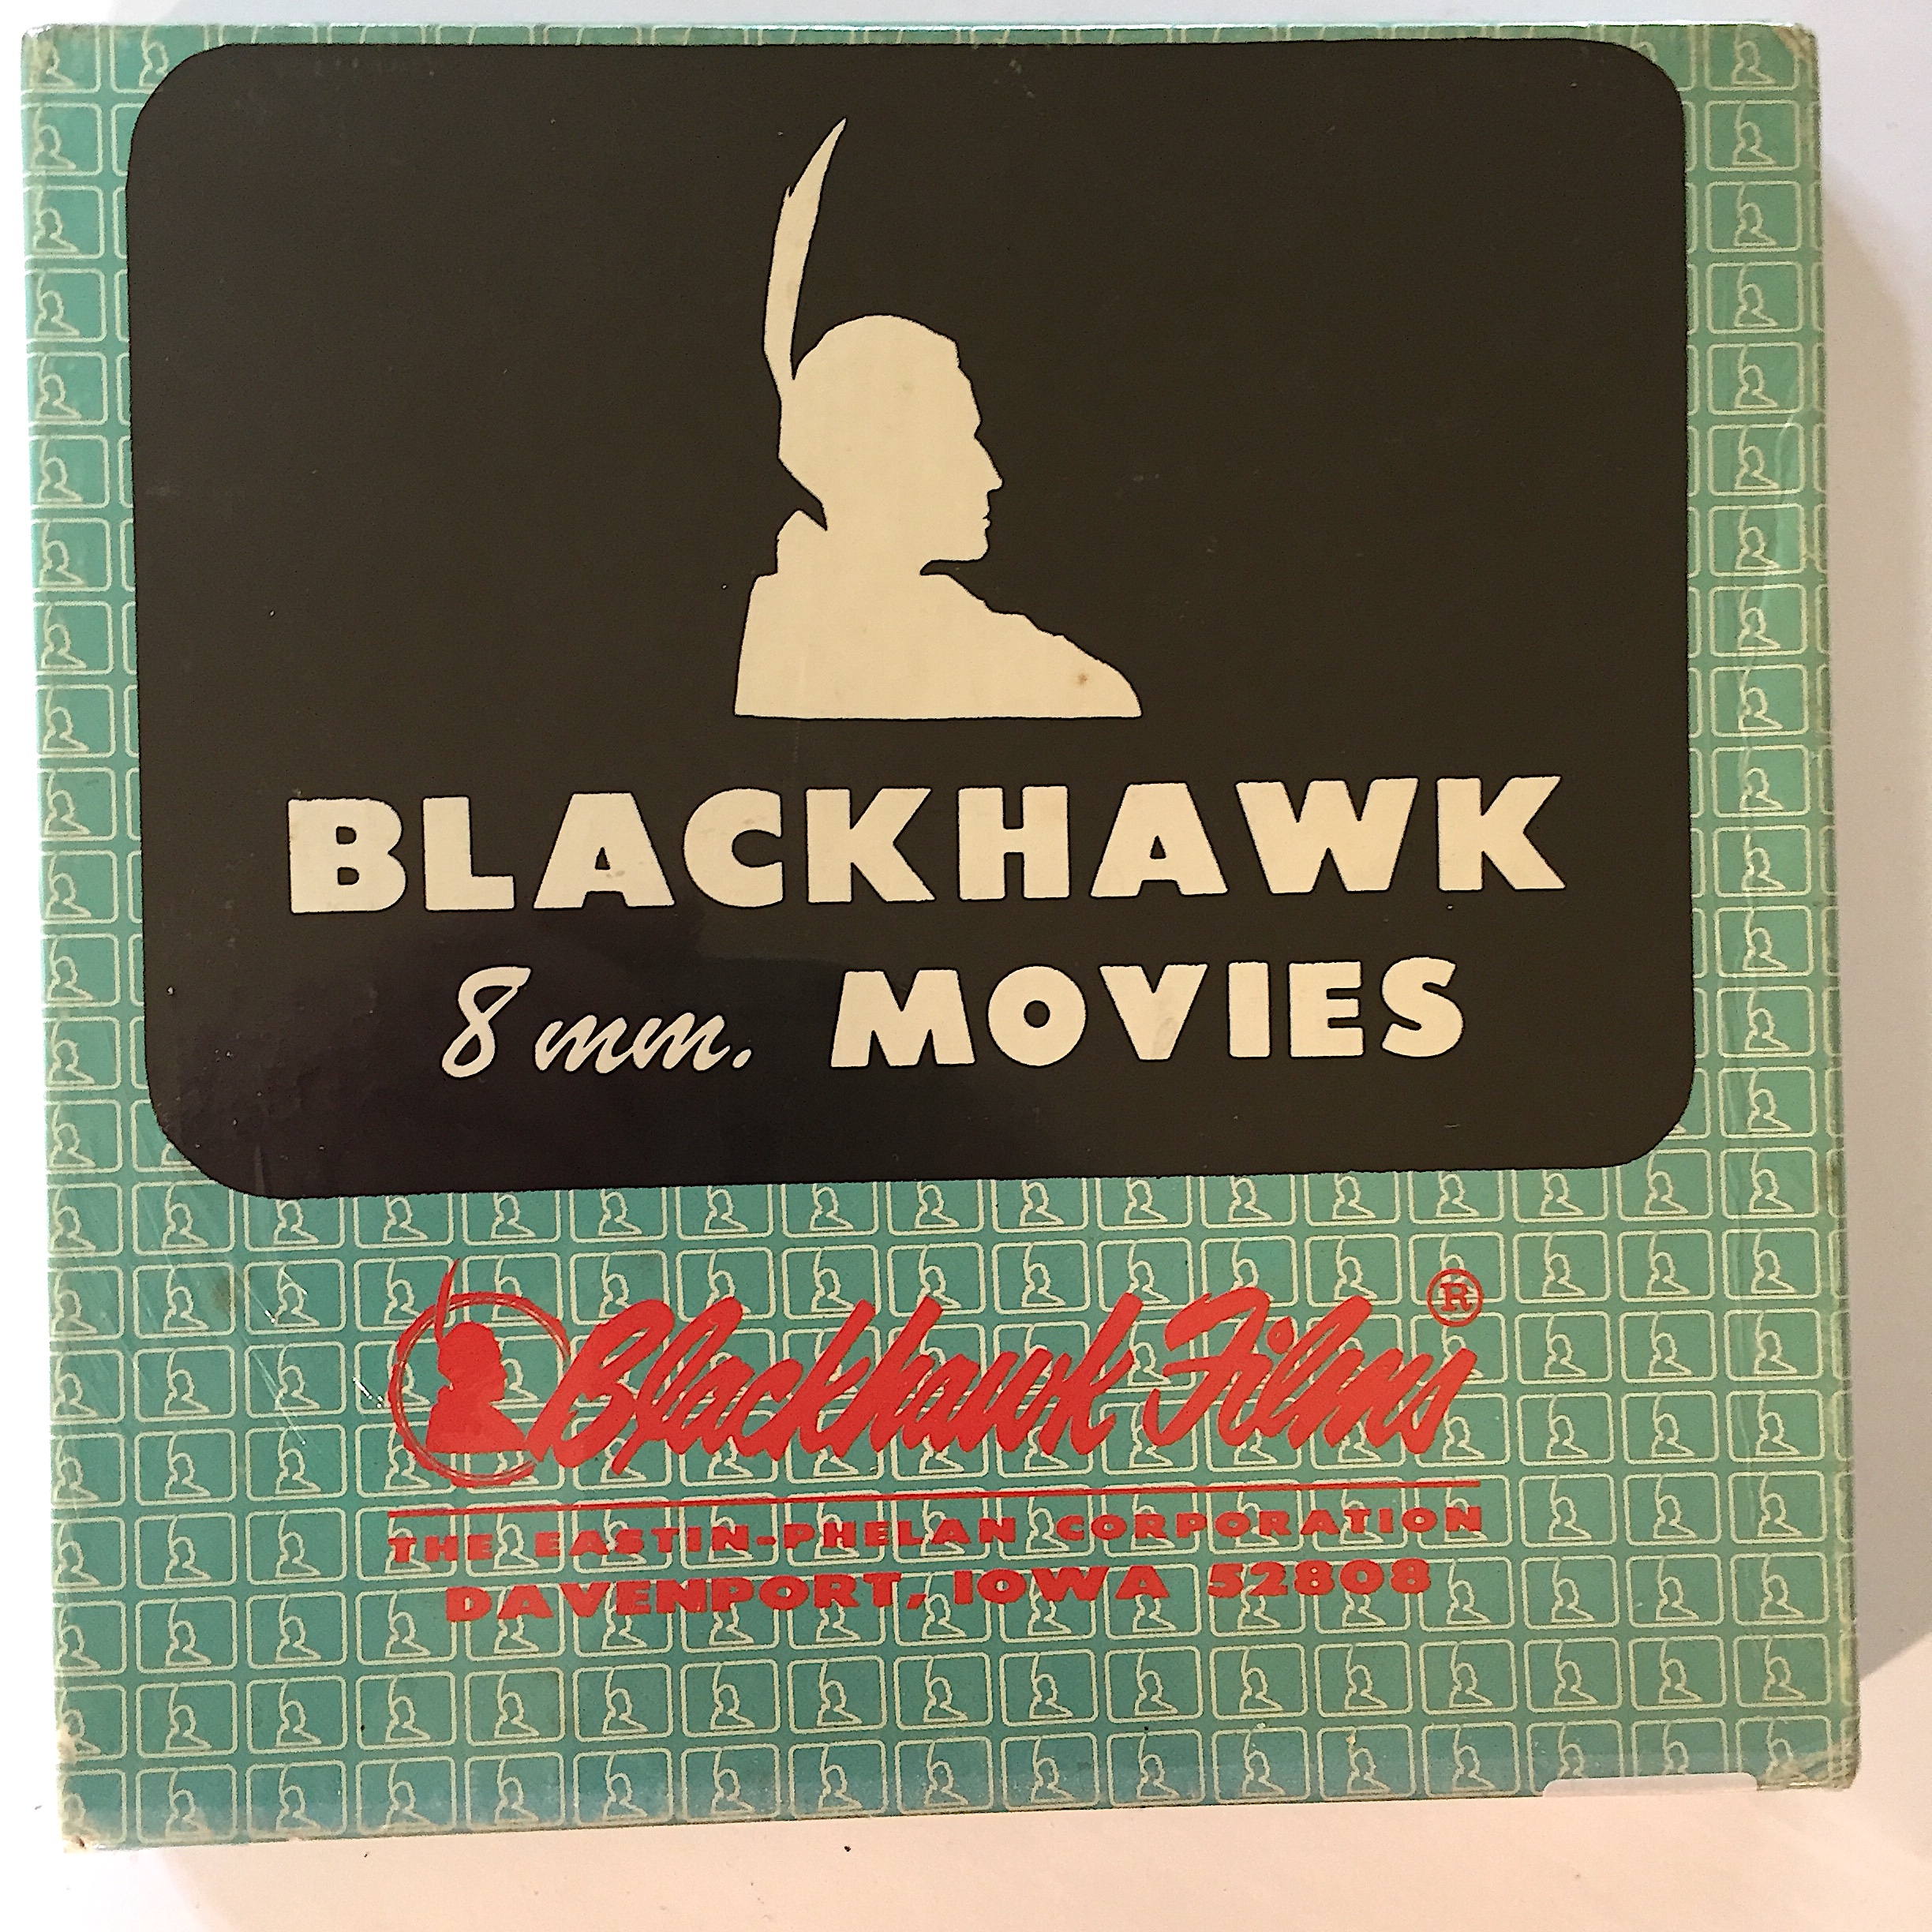 BLACKHAWK
8 mm. MOVIES
Blackhawk Films ®
THE EASTIN-PHELAN CORPORATION
DAVENPORT, IOWA 52808